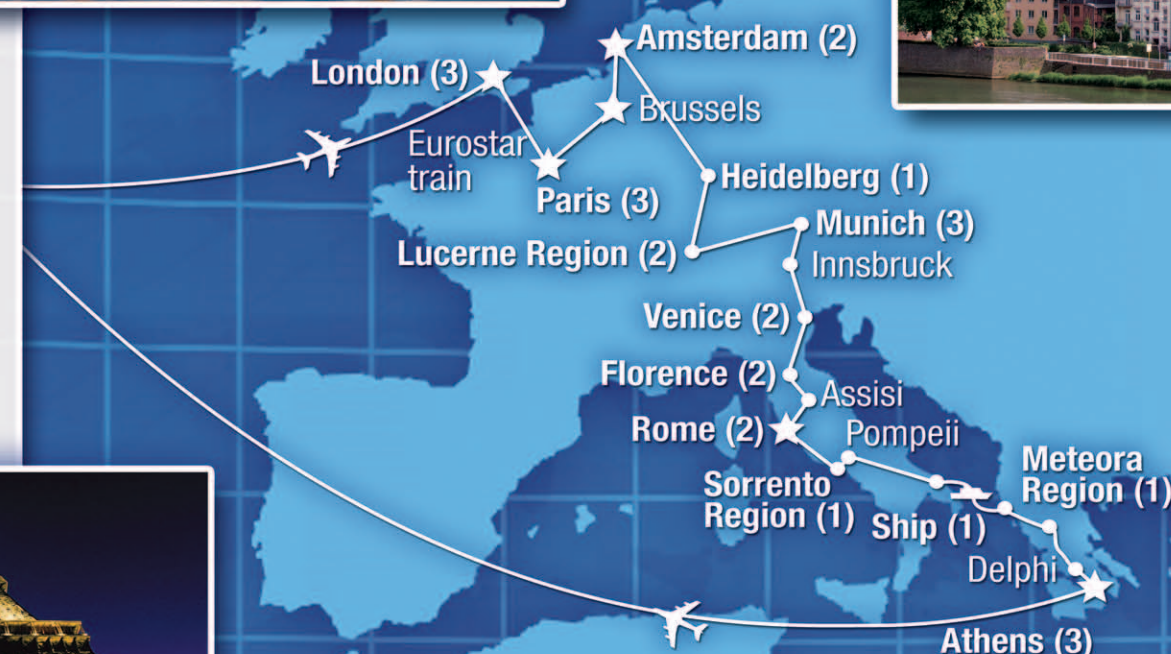 Amsterdam (2)
London (3)
Brussels
Eurostar
train
Paris (3)
Heidelberg (1)
Munich (3)
Lucerne Region (2)
Innsbruck
Venice (2)
Florence (2)
Assisi
Rome (2)
Pompeii
Sorrento
Region (1)
Ship (1)
Meteora
Region (1)
Delphi
Athens (3)